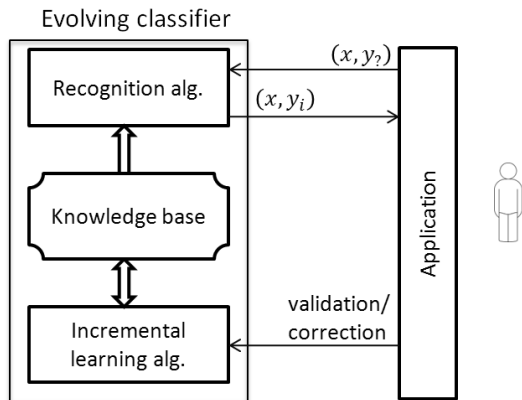 Evolving classifier
Recognition alg.
(x, y?)
(x, yᵢ)
Knowledge base
Application
validation/
correction
Incremental
learning alg.